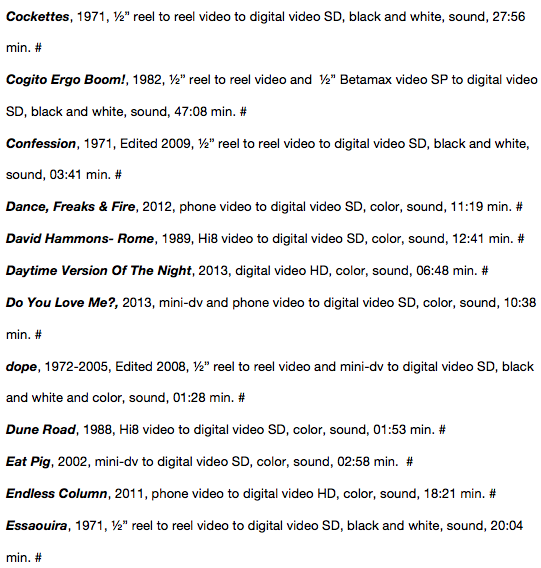 Cockettes, 1971, ½” reel to reel video to digital video SD, black and white, sound, 27:56
min. #
Cogito Ergo Boom!, 1982, ½” reel to reel video and  ½” Betamax video SP to digital video
SD, black and white, sound, 47:08 min. #
Confession, 1971, Edited 2009, ½” reel to reel video to digital video SD, black and white,
sound, 03:41 min. #
Dance, Freaks & Fire, 2012, phone video to digital video SD, color, sound, 11:19 min. #
David Hammons- Rome, 1989, Hi8 video to digital video SD, color, sound, 12:41 min. #
Daytime Version Of The Night, 2013, digital video HD, color, sound, 06:48 min. #
Do You Love Me?, 2013, mini-dv and phone video to digital video SD, color, sound, 10:38
min. #
dope, 1972-2005, Edited 2008, ½” reel to reel video and mini-dv to digital video SD, black
and white and color, sound, 01:28 min. #
Dune Road, 1988, Hi8 video to digital video SD, color, sound, 01:53 min. #
Eat Pig, 2002, mini-dv to digital video SD, color, sound, 02:58 min.  #
Endless Column, 2011, phone video to digital video HD, color, sound, 18:21 min. #
Essaouira, 1971, ½” reel to reel video to digital video SD, black and white, sound, 20:04
min. #